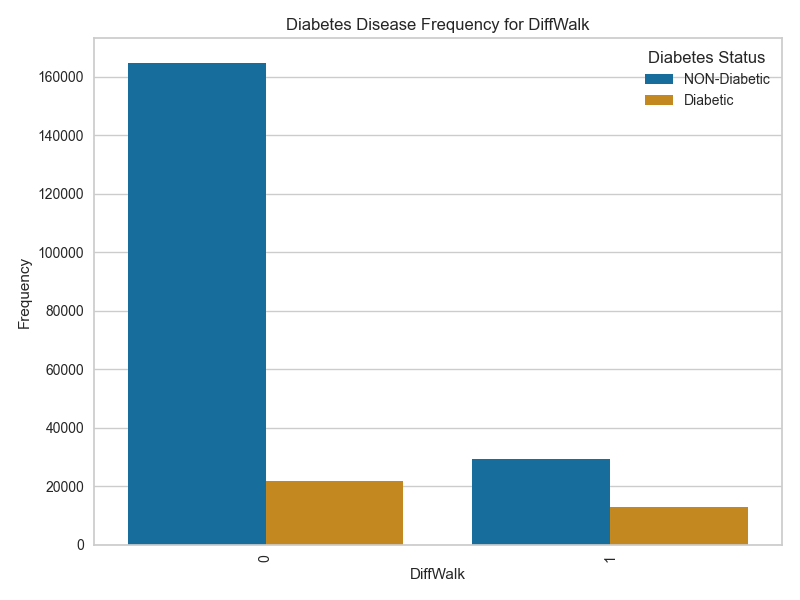 Diabetes Disease Frequency for DiffWalk
Diabetes Status
NON-Diabetic
Diabetic
160000
140000
120000
100000
80000
60000
40000
20000
0
Frequency
0
1
DiffWalk